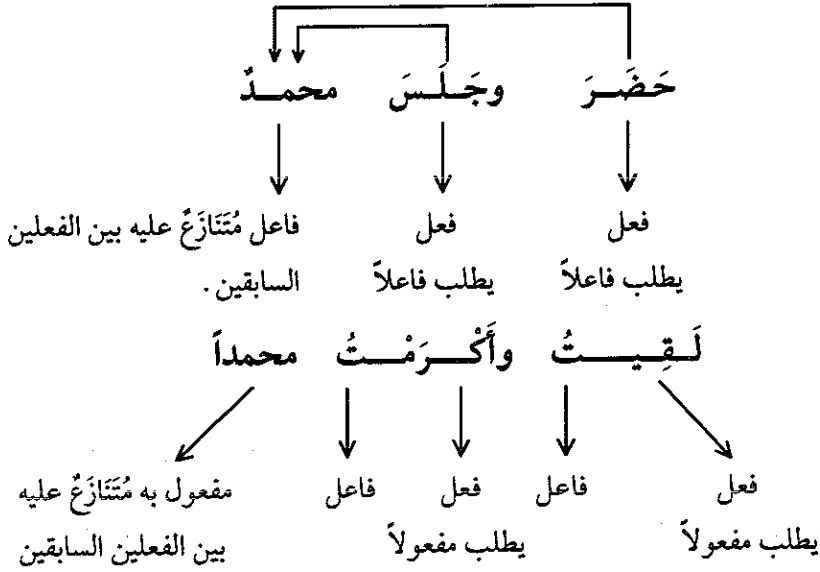 حَضَرَ وجَلَسَ محمدٌ
فعل فعل فاعل مُتَنَازَعٌ عليه بين الفعلين
يطلب فاعلاً يطلب فاعلاً السابقين .
لَقِيتُ وأَكْرَمْتُ محمداً
فعل فاعل فعل فاعل مفعول به مُتَنَازَعٌ عليه
يطلب مفعولاً يطلب مفعولاً بين الفعلين السابقين